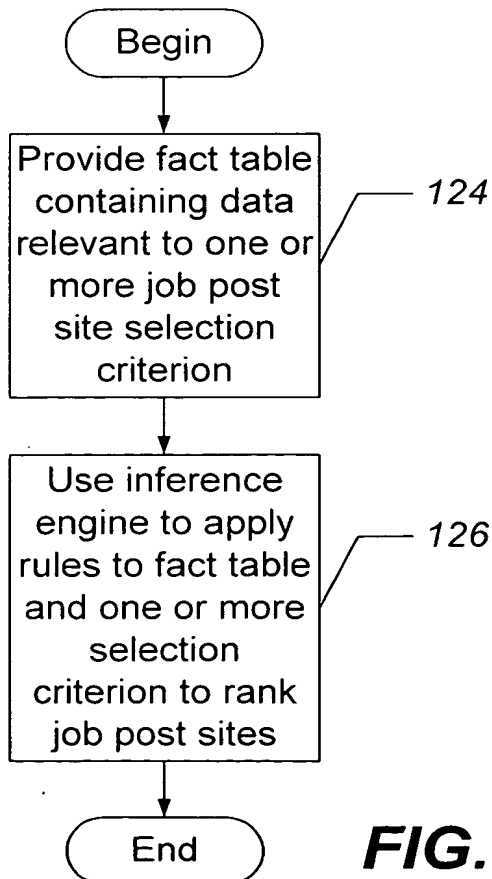 Begin
Provide fact table
containing data
relevant to one or
more job post
site selection
criterion
124
Use inference
engine to apply
rules to fact table
and one or more
selection
criterion to rank
job post sites
126
End
FIG.